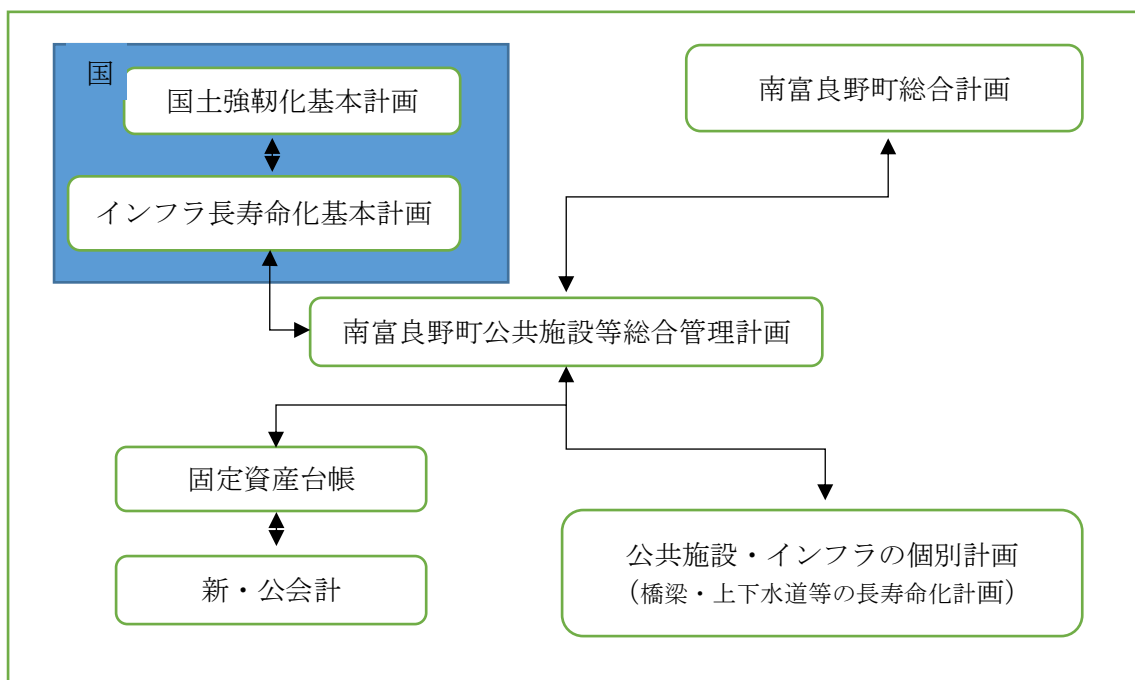 国
国土強靭化基本計画
南富良野町総合計画
インフラ長寿命化基本計画
南富良野町公共施設等総合管理計画
固定資産台帳
新・公会計
公共施設・インフラの個別計画
（橋梁・上下水道等の長寿命化計画）